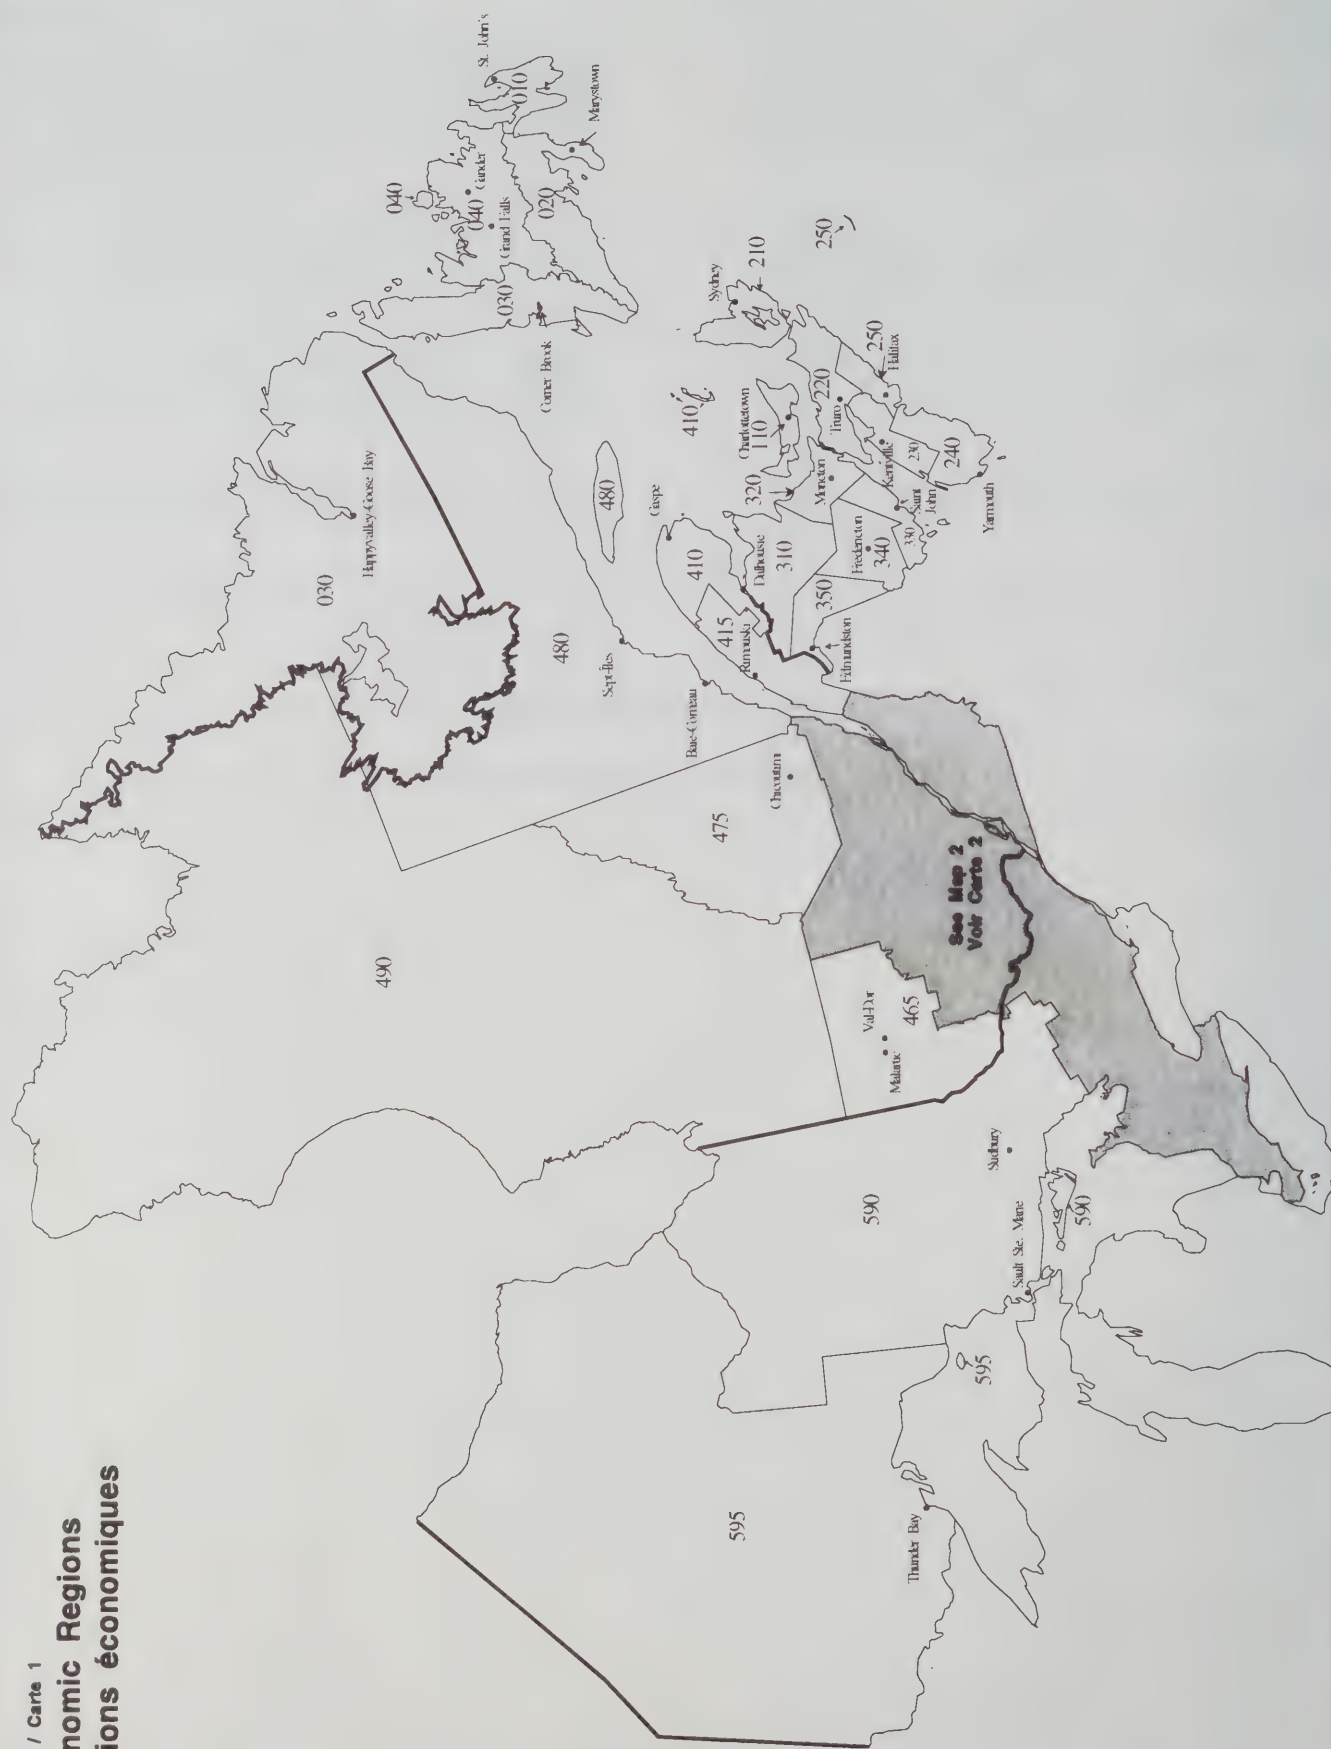 / Carte 1
nomic Regions
ions économiques
St. John's
010
Marystown
040
Gander
040
Grand Falls
020
030
Corner Brook
Happyvalley-Goose Bay
030
250
210
Sydney
250
Halifax
220
Truro
410
Charlottetown
110
320
Moncton
Kentville
230
240
Yarmouth
Saint
John
330
Fredericton
340
310
Dalhousie
350
Edmundston
Gaspe
410
415
Rimouski
480
480
Sept-Îles
Baie-Comeau
Chicoutimi
475
490
See Map 2
Voir Carte 2
Val-D'or
465
Malartic
Sudbury
590
590
Sault Ste. Marie
595
595
Thunder Bay